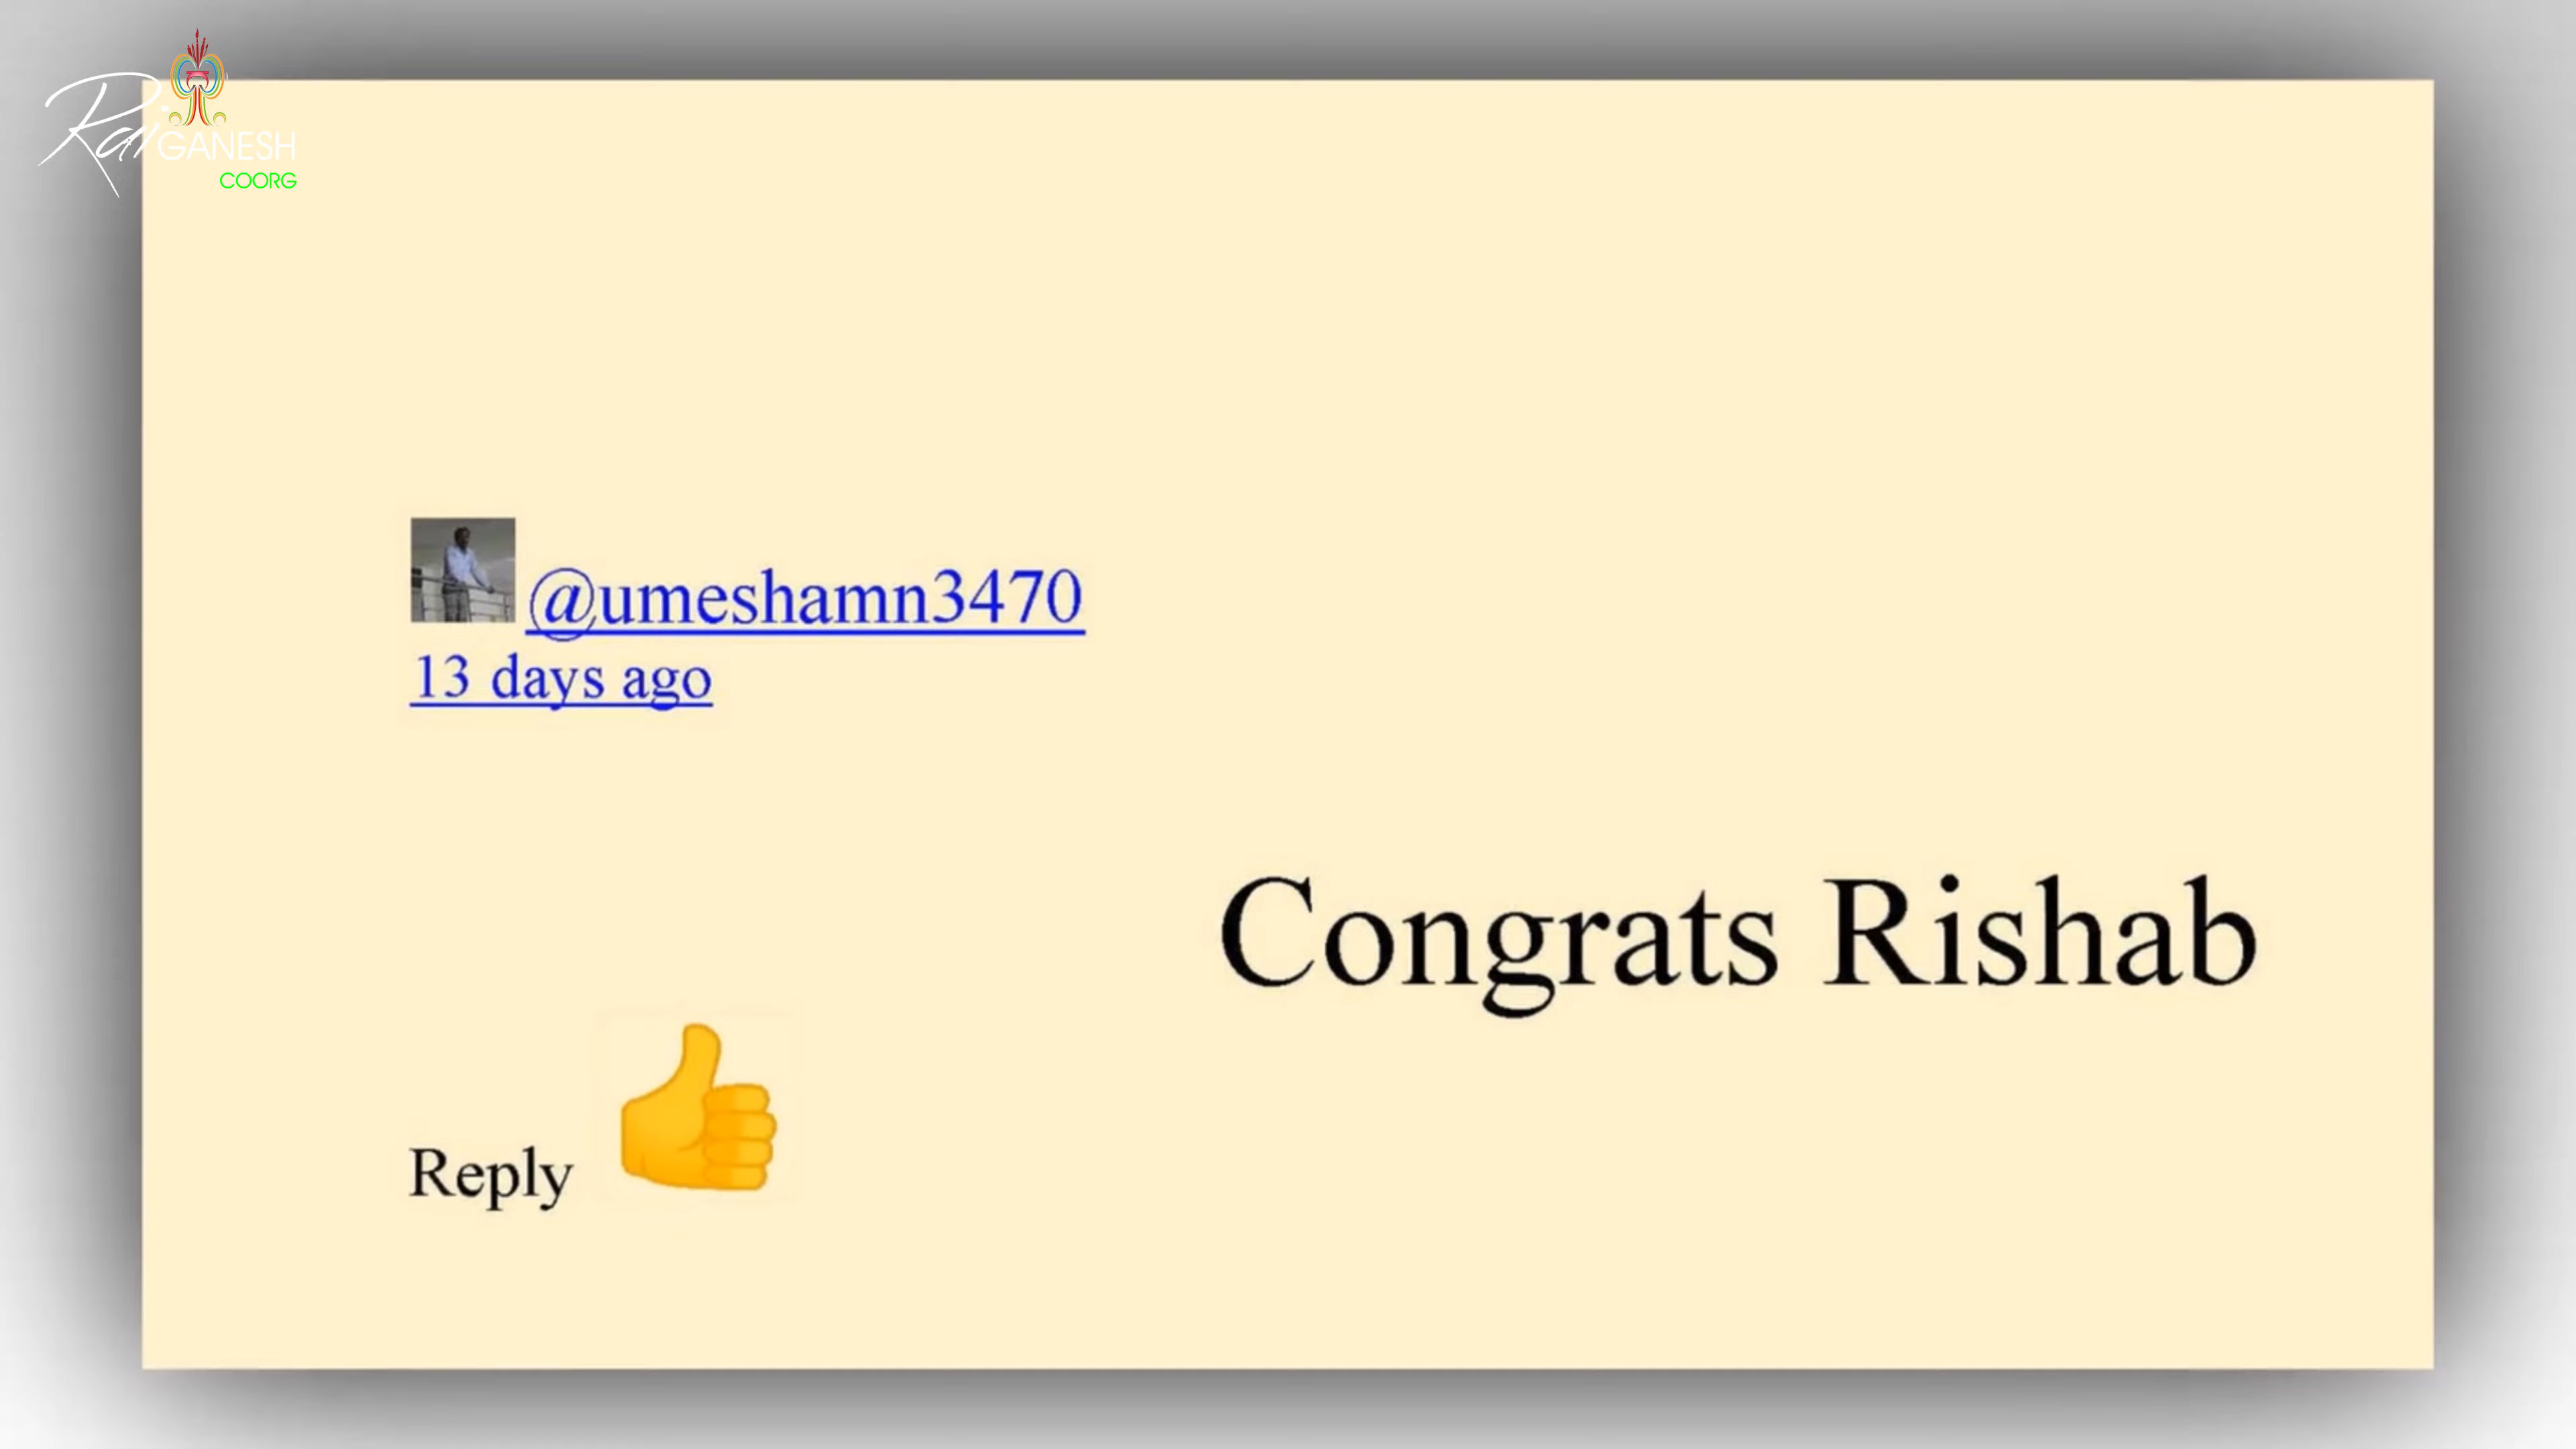 Rai GANESH
COORG
@umeshamn3470
13 days ago
Congrats Rishab
Reply